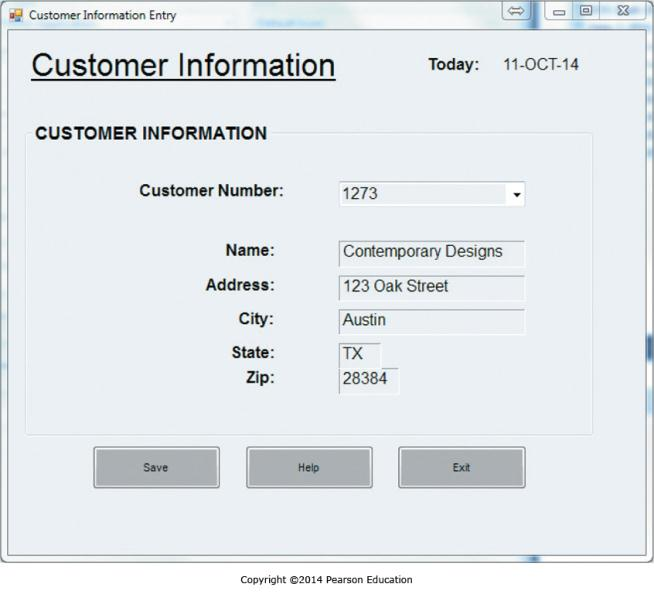 Customer Information Entry
Customer Information Today: 11-OCT-14
CUSTOMER INFORMATION
Customer Number: 1273
Name: Contemporary Designs
Address: 123 Oak Street
City: Austin
State: TX
Zip: 28384
Save Help Exit
Copyright ©2014 Pearson Education